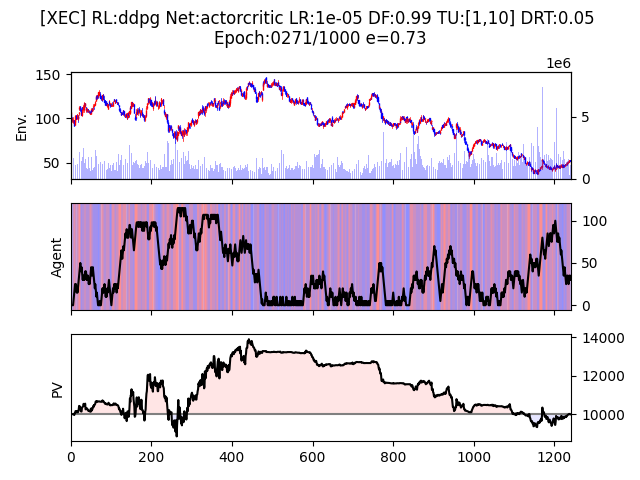 [XEC] RL:ddpg Net:actorcritic LR:1e-05 DF:0.99 TU:[1,10] DRT:0.05
Epoch:0271/1000 e=0.73
1e6
150
100
50
Env.
5
0
Agent
100
50
0
PV
14000
12000
10000
0 200 400 600 800 1000 1200